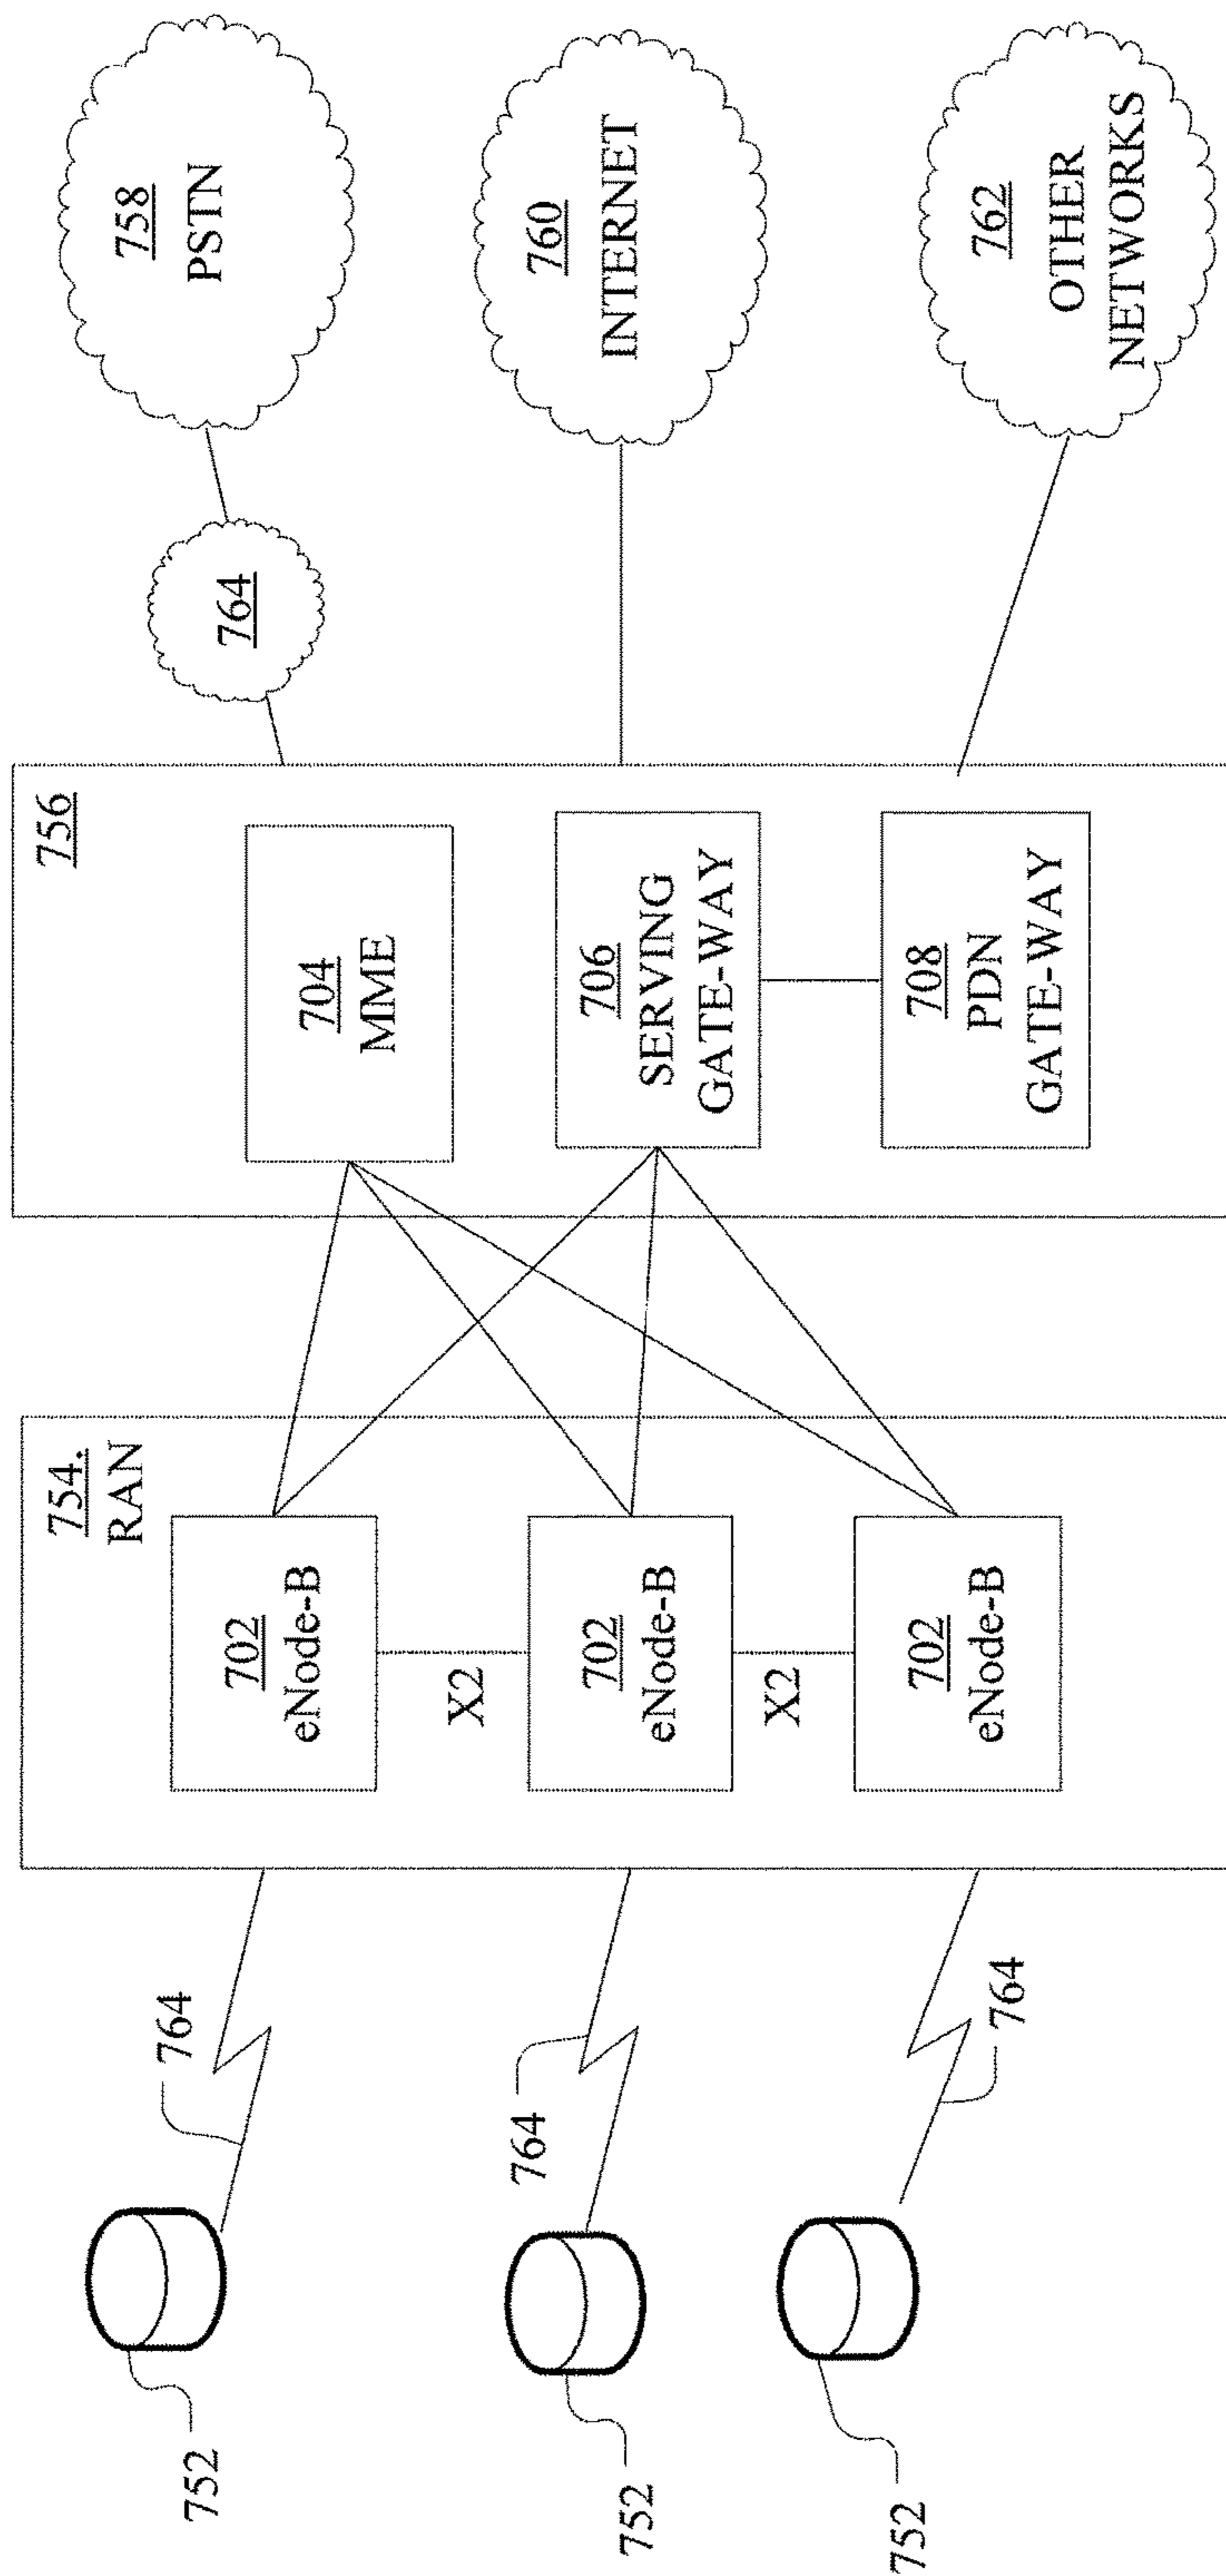 752
764
752
764
752
764
754.
RAN
702
eNode-B
X2
702
eNode-B
X2
702
eNode-B
756
704
MME
706
SERVING
GATE-WAY
708
PDN
GATE-WAY
764
758
PSTN
760
INTERNET
762
OTHER
NETWORKS